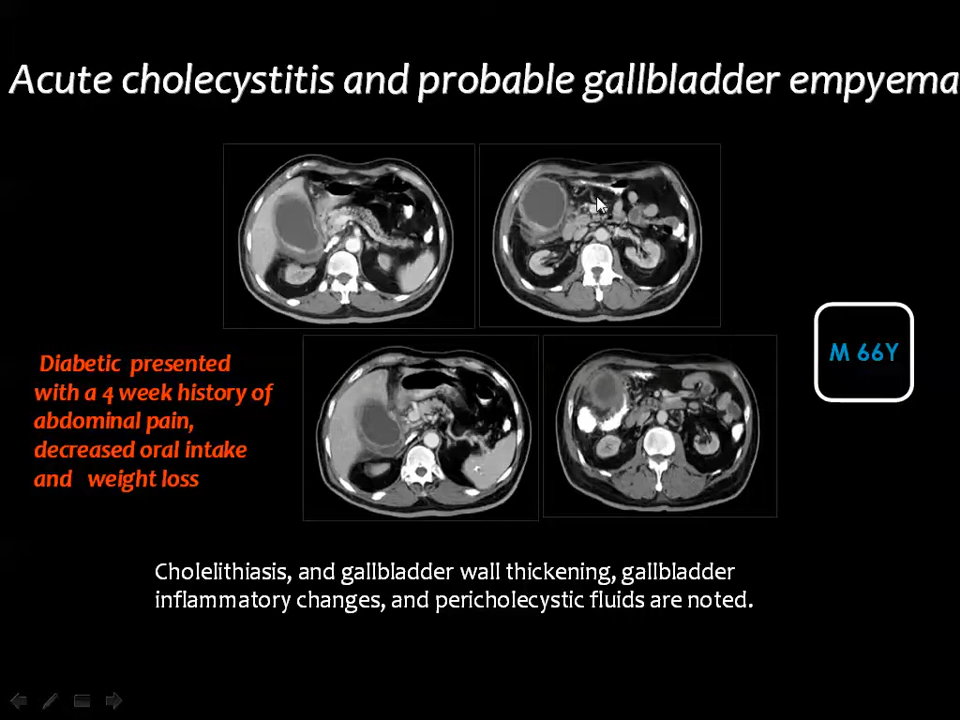 Acute cholecystitis and probable gallbladder empyema
Diabetic presented
with a 4 week history of
abdominal pain,
decreased oral intake
and weight loss
M 66Y
Cholelithiasis, and gallbladder wall thickening, gallbladder
inflammatory changes, and pericholecystic fluids are noted.